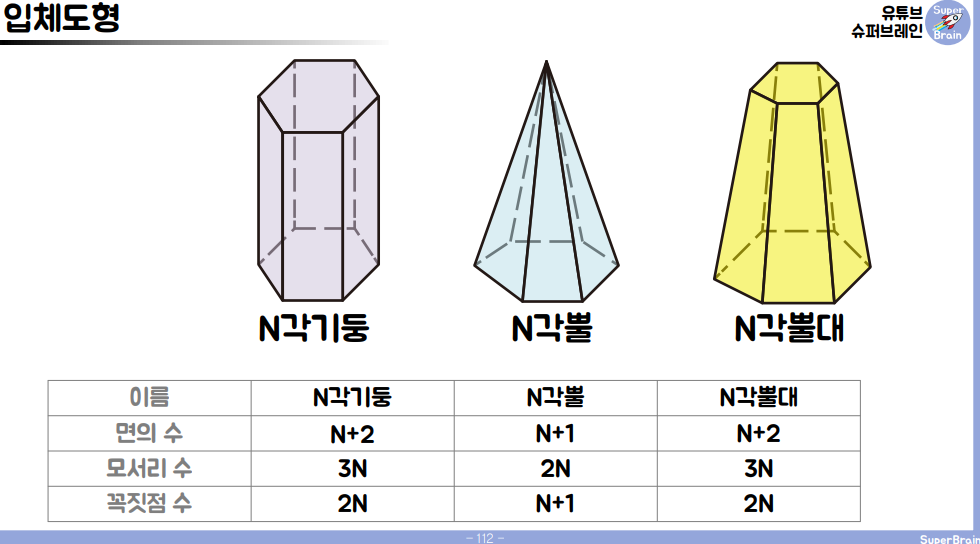 입체도형
유튜브
슈퍼브레인
Super
Brain
N각기둥 N각뿔 N각뿔대
이름 N각기둥 N각뿔 N각뿔대
면의 수 N+2 N+1 N+2
모서리 수 3N 2N 3N
꼭짓점 수 2N N+1 2N
- 112 -
SuperBrain